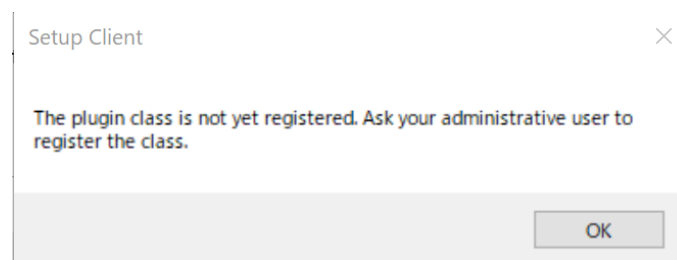 Setup Client
The plugin class is not yet registered. Ask your administrative user to
register the class.
OK